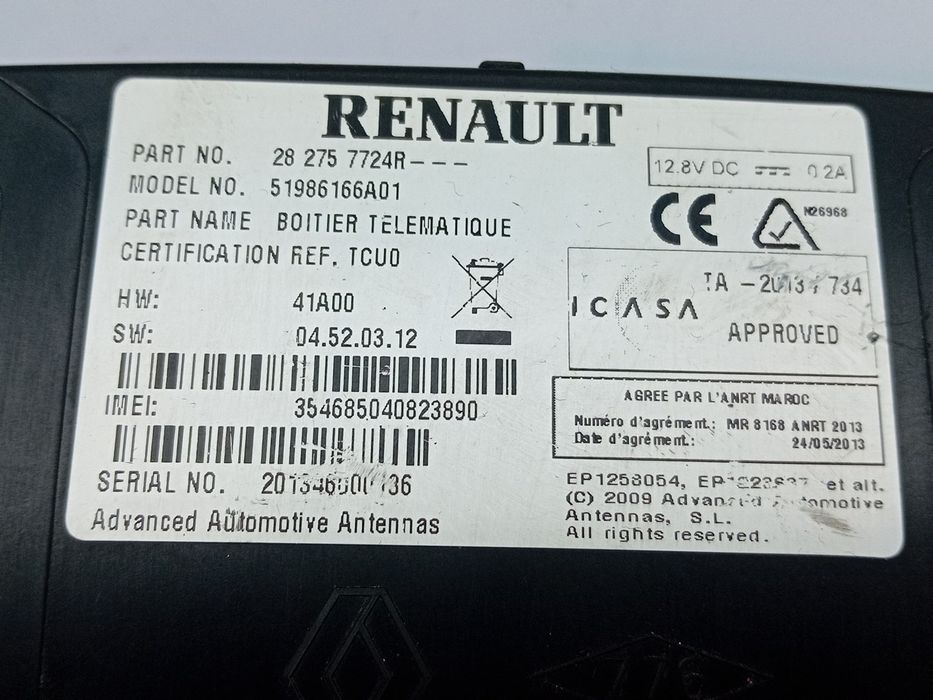 RENAULT
PART NO. 28 275 7724R---
MODEL NO. 51986166A01
PART NAME BOITIER TELEMATIQUE
CERTIFICATION REF. TCU0
HW: 41A00
SW: 04.52.03.12
IMEI: 354685040823890
SERIAL NO.
Advanced Automotive Antennas
12.8V DC 0.2A
CE
N26968
TA
ICASA
APPROVED
AGREE PAR L'ANRT MAROC
Numéro d'agrément.: MR 8168 ANRT 2013
Date d'agrément.: 24/05/2013
EP1258054, et alt.
(C) 2009 Advanced Automotive
Antennas, S.L.
All rights reserved.